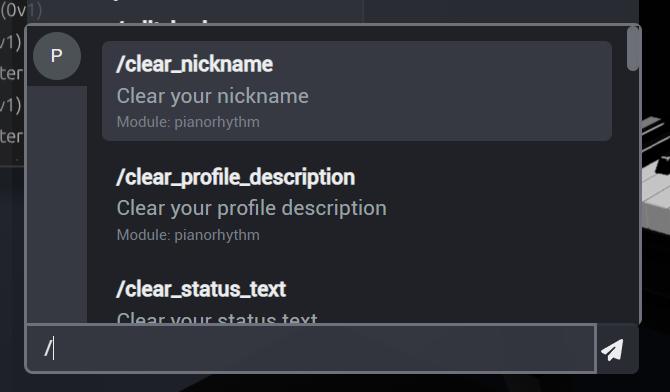 (0v1)
v1)
ter
v1)
ter
P
/clear_nickname
Clear your nickname
Module: pianorhythm
/clear_profile_description
Clear your profile description
Module: pianorhythm
/clear_status_text
Clear your status text
/